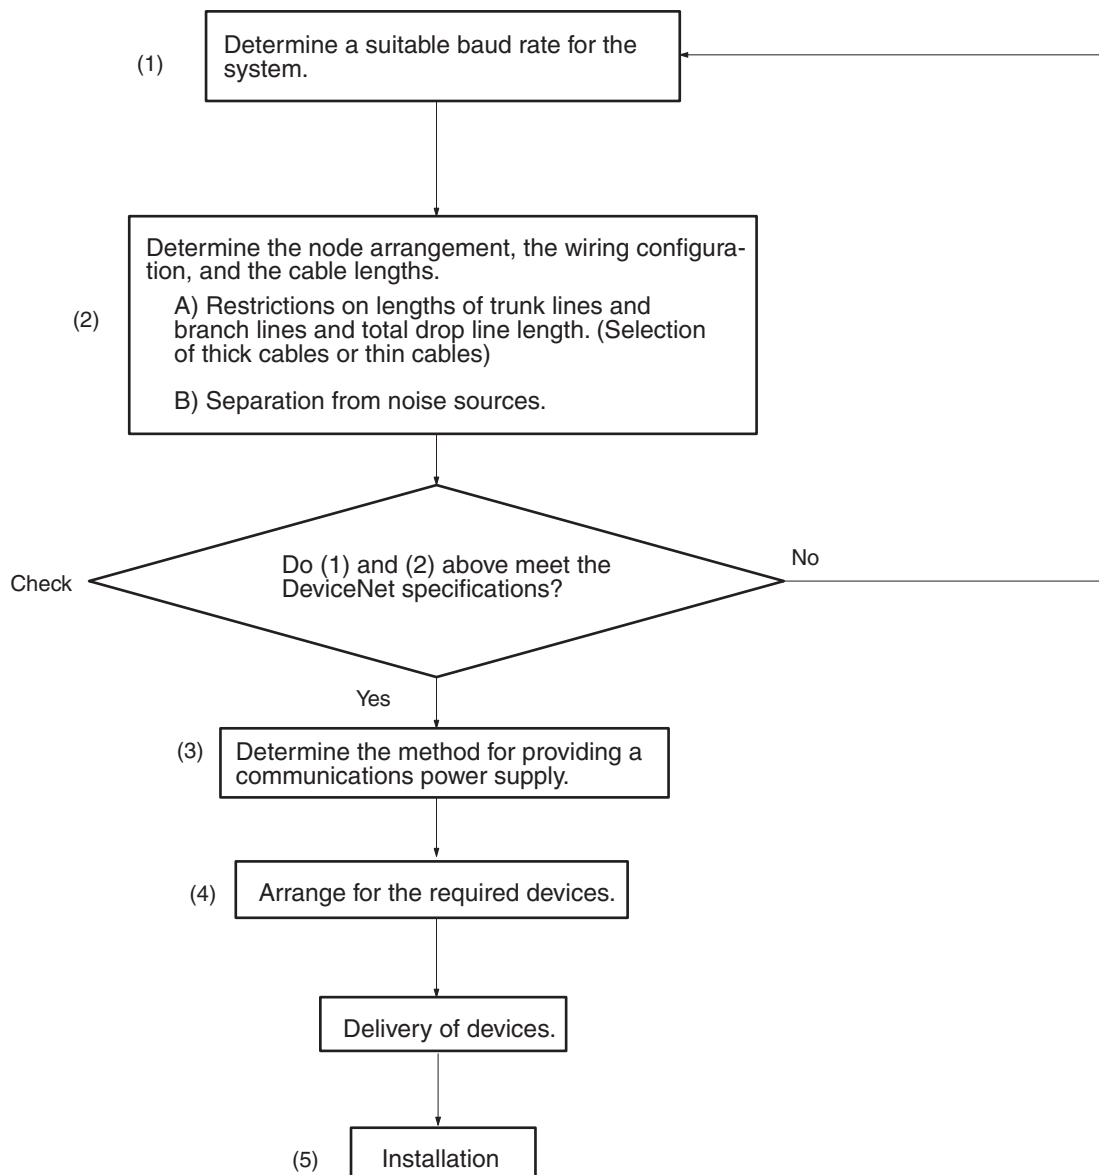 (1)
Determine a suitable baud rate for the
system.
(2)
Determine the node arrangement, the wiring configura-
tion, and the cable lengths.
A) Restrictions on lengths of trunk lines and
branch lines and total drop line length. (Selection
of thick cables or thin cables)
B) Separation from noise sources.
Check
Do (1) and (2) above meet the
DeviceNet specifications?
No
Yes
(3)
Determine the method for providing a
communications power supply.
(4)
Arrange for the required devices.
Delivery of devices.
(5)
Installation